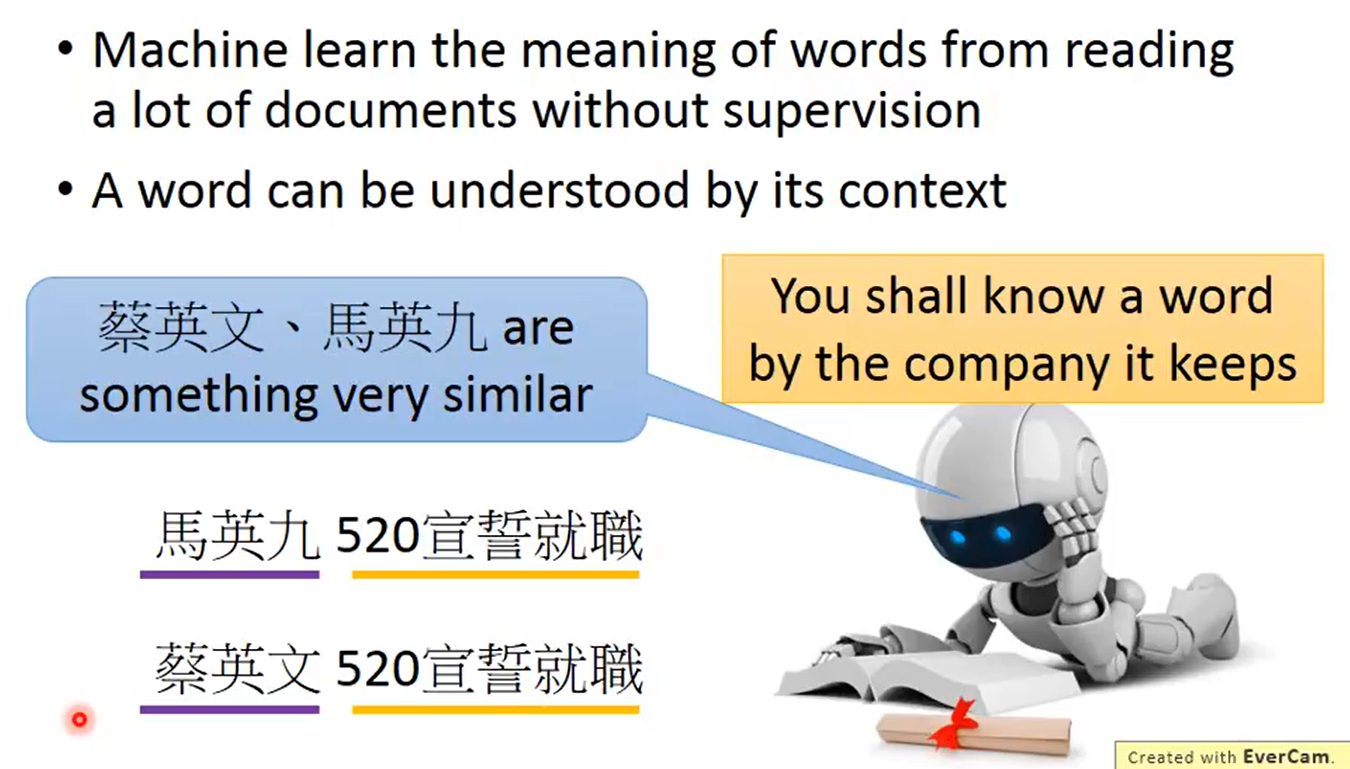 • Machine learn the meaning of words from reading
a lot of documents without supervision
• A word can be understood by its context
蔡英文、馬英九 are
something very similar
You shall know a word
by the company it keeps
馬英九 520宣誓就職
蔡英文 520宣誓就職
Created with EverCam.